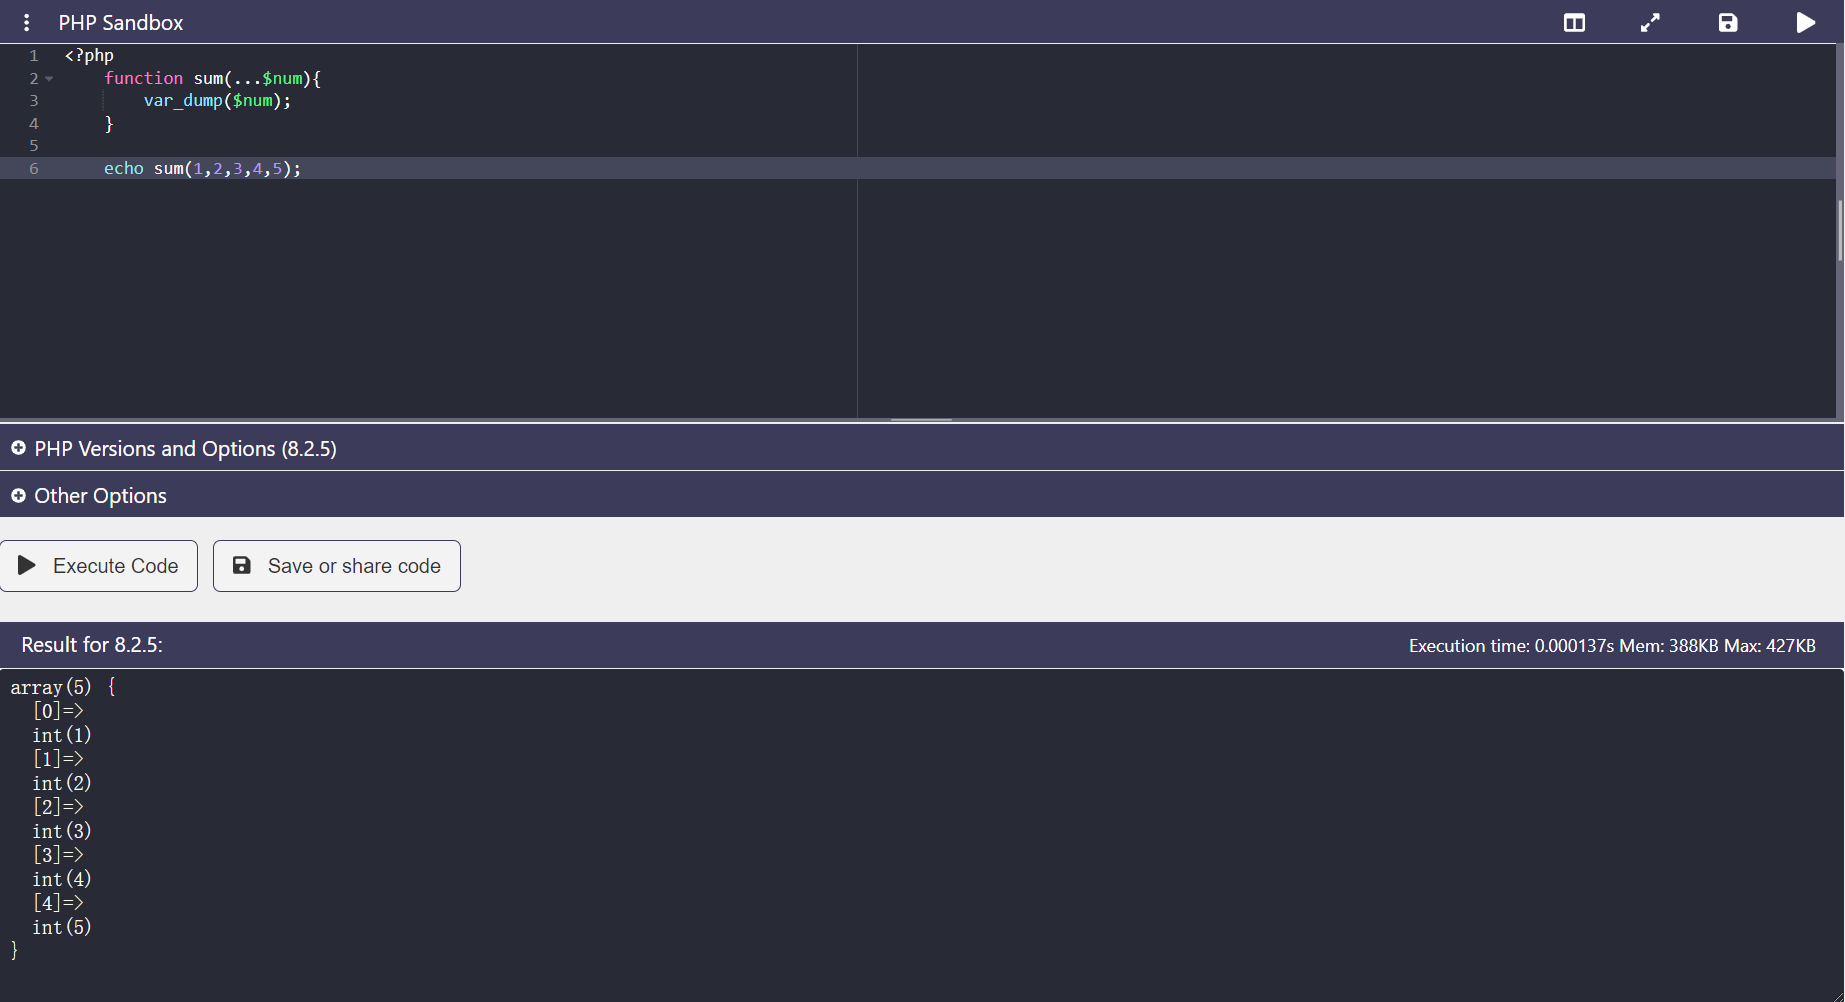 PHP Sandbox
1 <?php
2 function sum(...$num){
3 var_dump($num);
4 }
5
6 echo sum(1,2,3,4,5);
PHP Versions and Options (8.2.5)
Other Options
Execute Code Save or share code
Result for 8.2.5: Execution time: 0.000137s Mem: 388KB Max: 427KB
array(5) {
[0]=>
int(1)
[1]=>
int(2)
[2]=>
int(3)
[3]=>
int(4)
[4]=>
int(5)
}